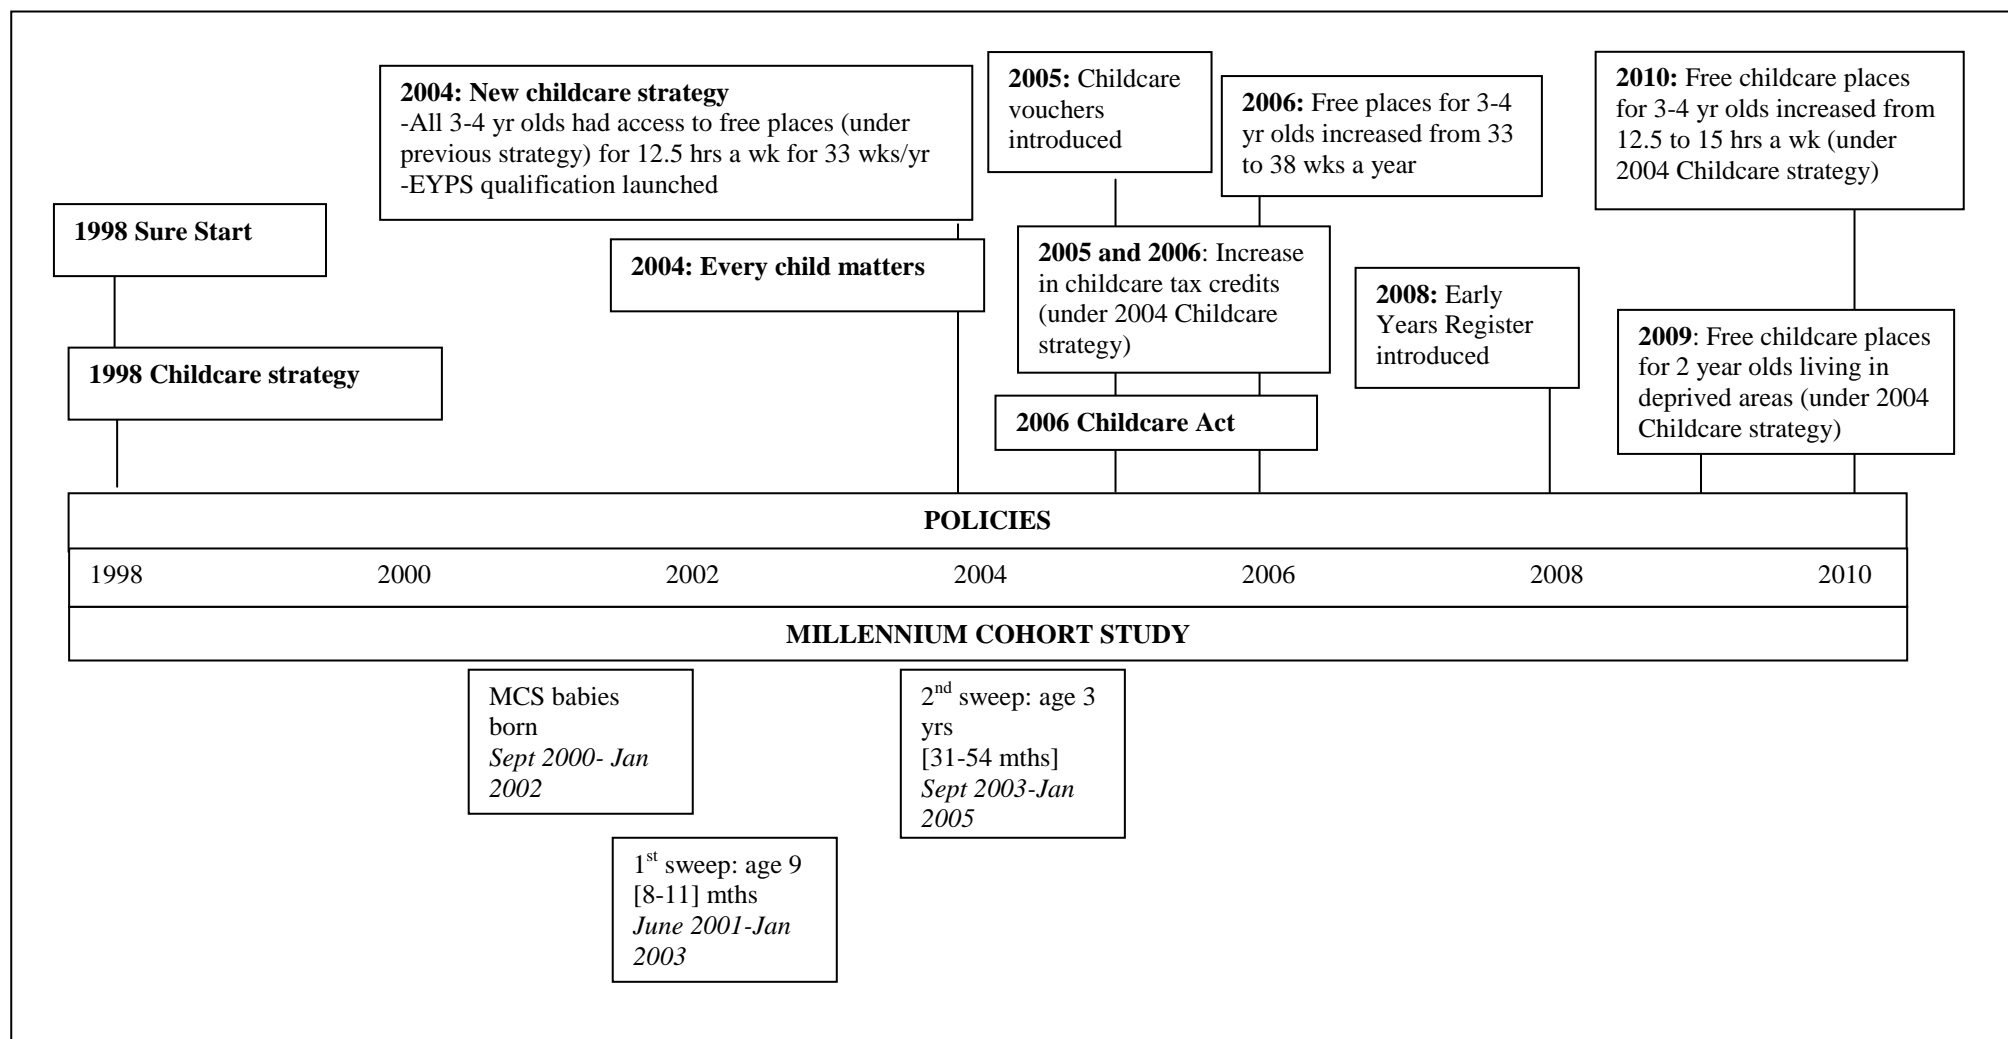 2004: New childcare strategy
-All 3-4 yr olds had access to free places (under
previous strategy) for 12.5 hrs a wk for 33 wks/yr
-EYPS qualification launched
2005: Childcare
vouchers
introduced
2006: Free places for 3-4
yr olds increased from 33
to 38 wks a year
2010: Free childcare places
for 3-4 yr olds increased from
12.5 to 15 hrs a wk (under
2004 Childcare strategy)
1998 Sure Start
2004: Every child matters
2005 and 2006: Increase
in childcare tax credits
(under 2004 Childcare
strategy)
2008: Early
Years Register
introduced
2009: Free childcare places
for 2 year olds living in
deprived areas (under 2004
Childcare strategy)
1998 Childcare strategy
2006 Childcare Act
POLICIES
1998 2000 2002 2004 2006 2008 2010
MILLENNIUM COHORT STUDY
MCS babies
born
Sept 2000- Jan
2002
2nd sweep: age 3
yrs
[31-54 mths]
Sept 2003-Jan
2005
1st sweep: age 9
[8-11] mths
June 2001-Jan
2003